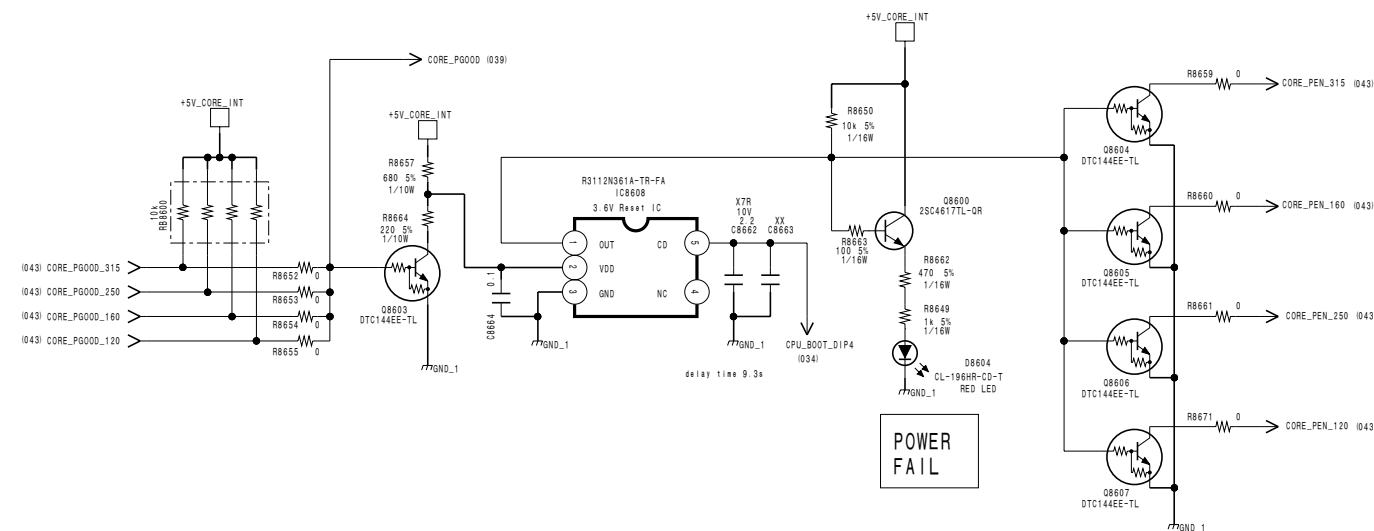 +5V_CORE_INT
CORE_PGOOD (039)
+5V_CORE_INT
+5V_CORE_INT
10k
RB8600
R8657
680 5%
1/10W
R8664
220 5%
1/10W
(043) CORE_PGOOD_315
(043) CORE_PGOOD_250
(043) CORE_PGOOD_160
(043) CORE_PGOOD_120
R8652 0
R8653 0
R8654 0
R8655 0
Q8603
DTC144EE-TL
GND_1
0.1
C8664
GND_1
R3112N361A-TR-FA
IC8608
3.6V Reset IC
1 OUT
2 VDD
3 GND
CD 5
NC 4
X7R
10V
2.2
C8662
XX
C8663
GND_1
CPU_BOOT_DIP4
(034)
delay time 9.3s
R8650
10k 5%
1/16W
Q8600
2SC4617TL-QR
R8663
100 5%
1/16W
R8662
470 5%
1/16W
R8649
1k 5%
1/16W
D8604
CL-196HR-CD-T
RED LED
GND_1
POWER
FAIL
R8659 0
CORE_PEN_315 (043)
Q8604
DTC144EE-TL
R8660 0
CORE_PEN_160 (043)
Q8605
DTC144EE-TL
R8661 0
CORE_PEN_250 (043
Q8606
DTC144EE-TL
R8671 0
CORE_PEN_120 (043
Q8607
DTC144EE-TL
GND_1